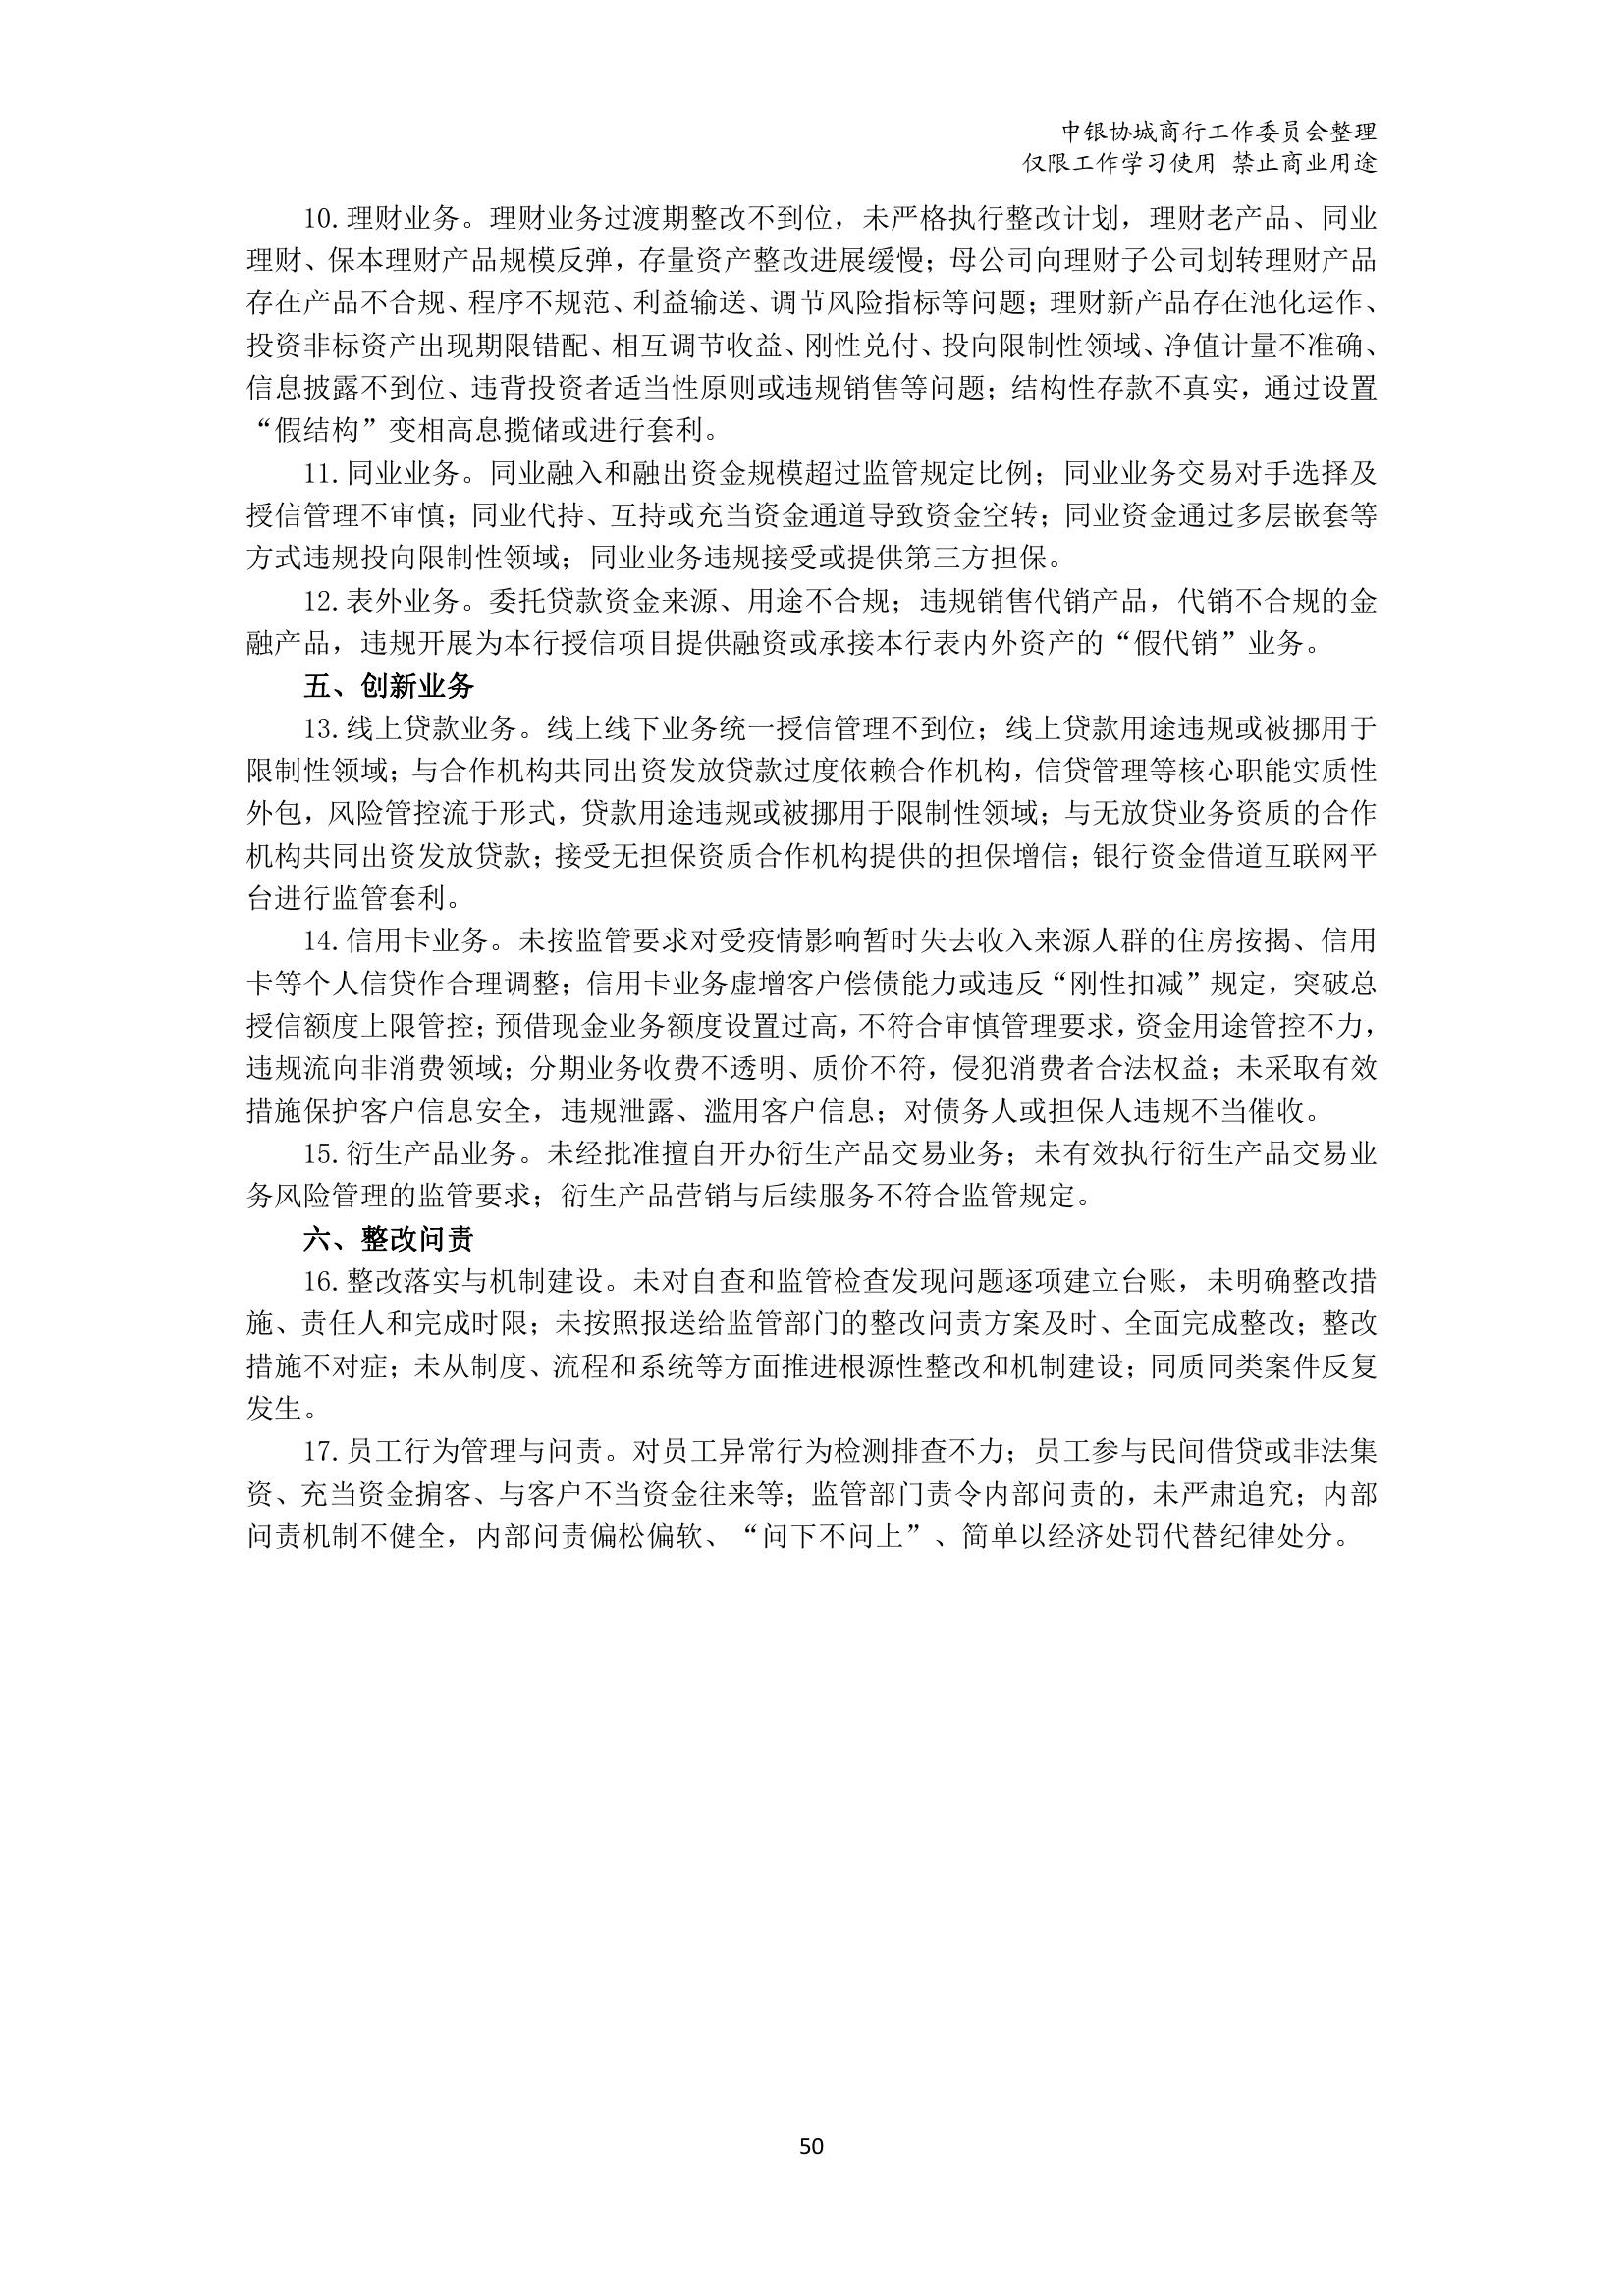 中银协城商行工作委员会整理
仅限工作学习使用 禁止商业用途
10.理财业务。理财业务过渡期整改不到位，未严格执行整改计划，理财老产品、同业
理财、保本理财产品规模反弹，存量资产整改进展缓慢；母公司向理财子公司划转理财产品
存在产品不合规、程序不规范、利益输送、调节风险指标等问题；理财新产品存在池化运作、
投资非标资产出现期限错配、相互调节收益、刚性兑付、投向限制性领域、净值计量不准确、
信息披露不到位、违背投资者适当性原则或违规销售等问题；结构性存款不真实，通过设置
“假结构”变相高息揽储或进行套利。
11.同业业务。同业融入和融出资金规模超过监管规定比例；同业业务交易对手选择及
授信管理不审慎；同业代持、互持或充当资金通道导致资金空转；同业资金通过多层嵌套等
方式违规投向限制性领域；同业业务违规接受或提供第三方担保。
12.表外业务。委托贷款资金来源、用途不合规；违规销售代销产品，代销不合规的金
融产品，违规开展为本行授信项目提供融资或承接本行表内外资产的“假代销”业务。
五、创新业务
13.线上贷款业务。线上线下业务统一授信管理不到位；线上贷款用途违规或被挪用于
限制性领域；与合作机构共同出资发放贷款过度依赖合作机构，信贷管理等核心职能实质性
外包，风险管控流于形式，贷款用途违规或被挪用于限制性领域；与无放贷业务资质的合作
机构共同出资发放贷款；接受无担保资质合作机构提供的担保增信；银行资金借道互联网平
台进行监管套利。
14.信用卡业务。未按监管要求对受疫情影响暂时失去收入来源人群的住房按揭、信用
卡等个人信贷作合理调整；信用卡业务虚增客户偿债能力或违反“刚性扣减”规定，突破总
授信额度上限管控；预借现金业务额度设置过高，不符合审慎管理要求，资金用途管控不力，
违规流向非消费领域；分期业务收费不透明、质价不符，侵犯消费者合法权益；未采取有效
措施保护客户信息安全，违规泄露、滥用客户信息；对债务人或担保人违规不当催收。
15.衍生产品业务。未经批准擅自开办衍生产品交易业务；未有效执行衍生产品交易业
务风险管理的监管要求；衍生产品营销与后续服务不符合监管规定。
六、整改问责
16.整改落实与机制建设。未对自查和监管检查发现问题逐项建立台账，未明确整改措
施、责任人和完成时限；未按照报送给监管部门的整改问责方案及时、全面完成整改；整改
措施不对症；未从制度、流程和系统等方面推进根源性整改和机制建设；同质同类案件反复
发生。
17.员工行为管理与问责。对员工异常行为检测排查不力；员工参与民间借贷或非法集
资、充当资金掮客、与客户不当资金往来等；监管部门责令内部问责的，未严肃追究；内部
问责机制不健全，内部问责偏松偏软、“问下不问上”、简单以经济处罚代替纪律处分。
50